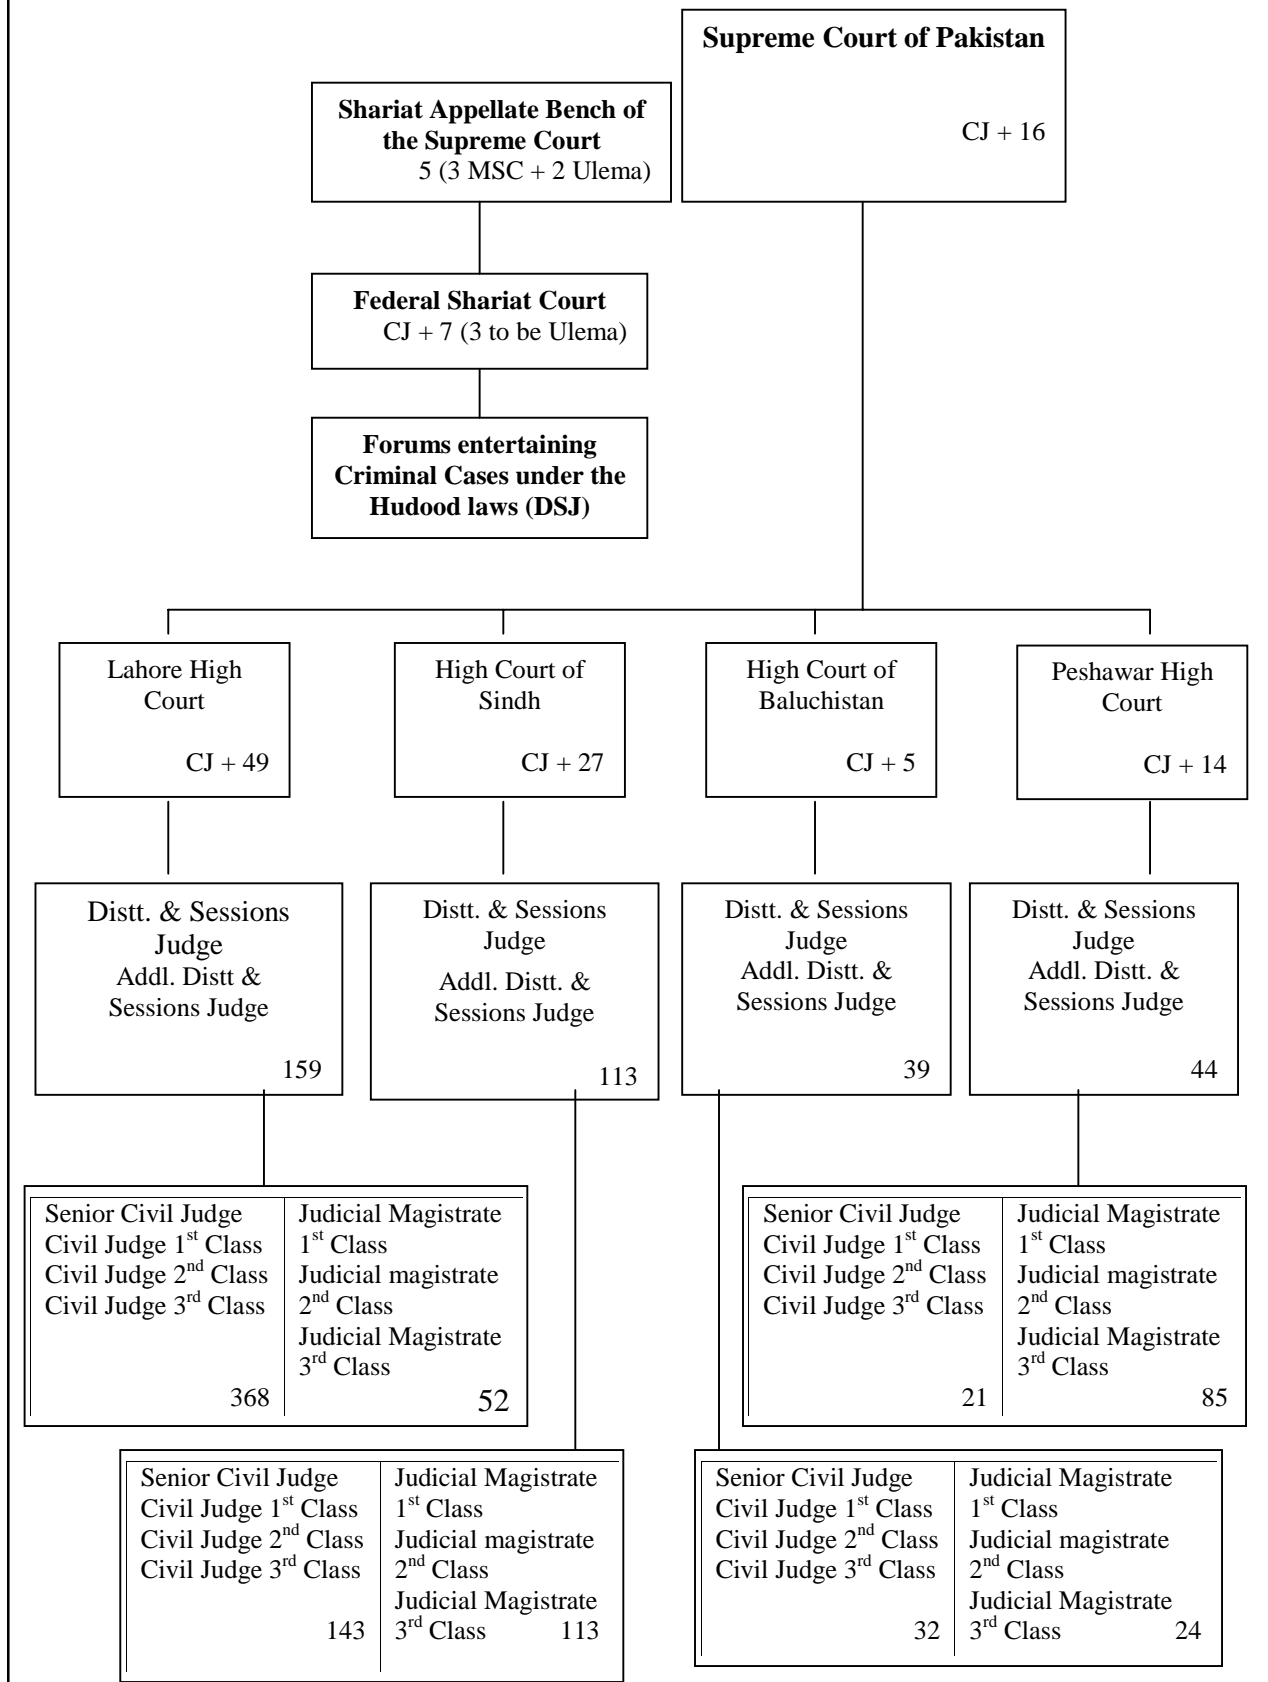 Supreme Court of Pakistan
CJ + 16
Shariat Appellate Bench of
the Supreme Court
5 (3 MSC + 2 Ulema)
Federal Shariat Court
CJ + 7 (3 to be Ulema)
Forums entertaining
Criminal Cases under the
Hudood laws (DSJ)
Lahore High
Court
CJ + 49
High Court of
Sindh
CJ + 27
High Court of
Baluchistan
CJ + 5
Peshawar High
Court
CJ + 14
Distt. & Sessions
Judge
Addl. Distt &
Sessions Judge
159
Distt. & Sessions
Judge
Addl. Distt. &
Sessions Judge
113
Distt. & Sessions
Judge
Addl. Distt. &
Sessions Judge
39
Distt. & Sessions
Judge
Addl. Distt. &
Sessions Judge
44
Senior Civil Judge
Civil Judge 1st Class
Civil Judge 2nd Class
Civil Judge 3rd Class
368
Judicial Magistrate
1st Class
Judicial magistrate
2nd Class
Judicial Magistrate
3rd Class
52
Senior Civil Judge
Civil Judge 1st Class
Civil Judge 2nd Class
Civil Judge 3rd Class
21
Judicial Magistrate
1st Class
Judicial magistrate
2nd Class
Judicial Magistrate
3rd Class
85
Senior Civil Judge
Civil Judge 1st Class
Civil Judge 2nd Class
Civil Judge 3rd Class
143
Judicial Magistrate
1st Class
Judicial magistrate
2nd Class
Judicial Magistrate
3rd Class 113
Senior Civil Judge
Civil Judge 1st Class
Civil Judge 2nd Class
Civil Judge 3rd Class
32
Judicial Magistrate
1st Class
Judicial magistrate
2nd Class
Judicial Magistrate
3rd Class 24